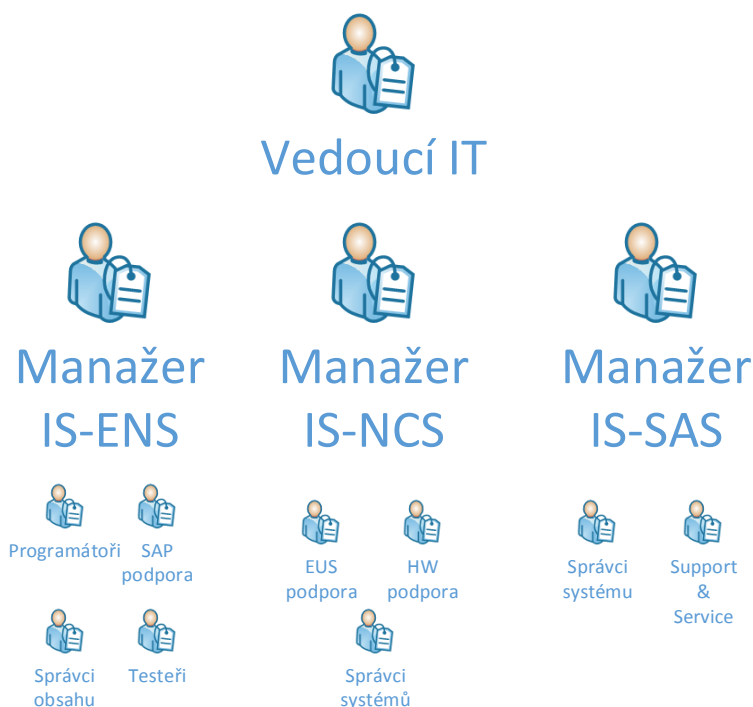 Vedoucí IT
Manažer
IS-ENS
Manažer
IS-NCS
Manažer
IS-SAS
Programátoři
SAP
podpora
Správci
obsahu
Testeři
EUS
podpora
HW
podpora
Správci
systémů
Správci
systému
Support
&
Service